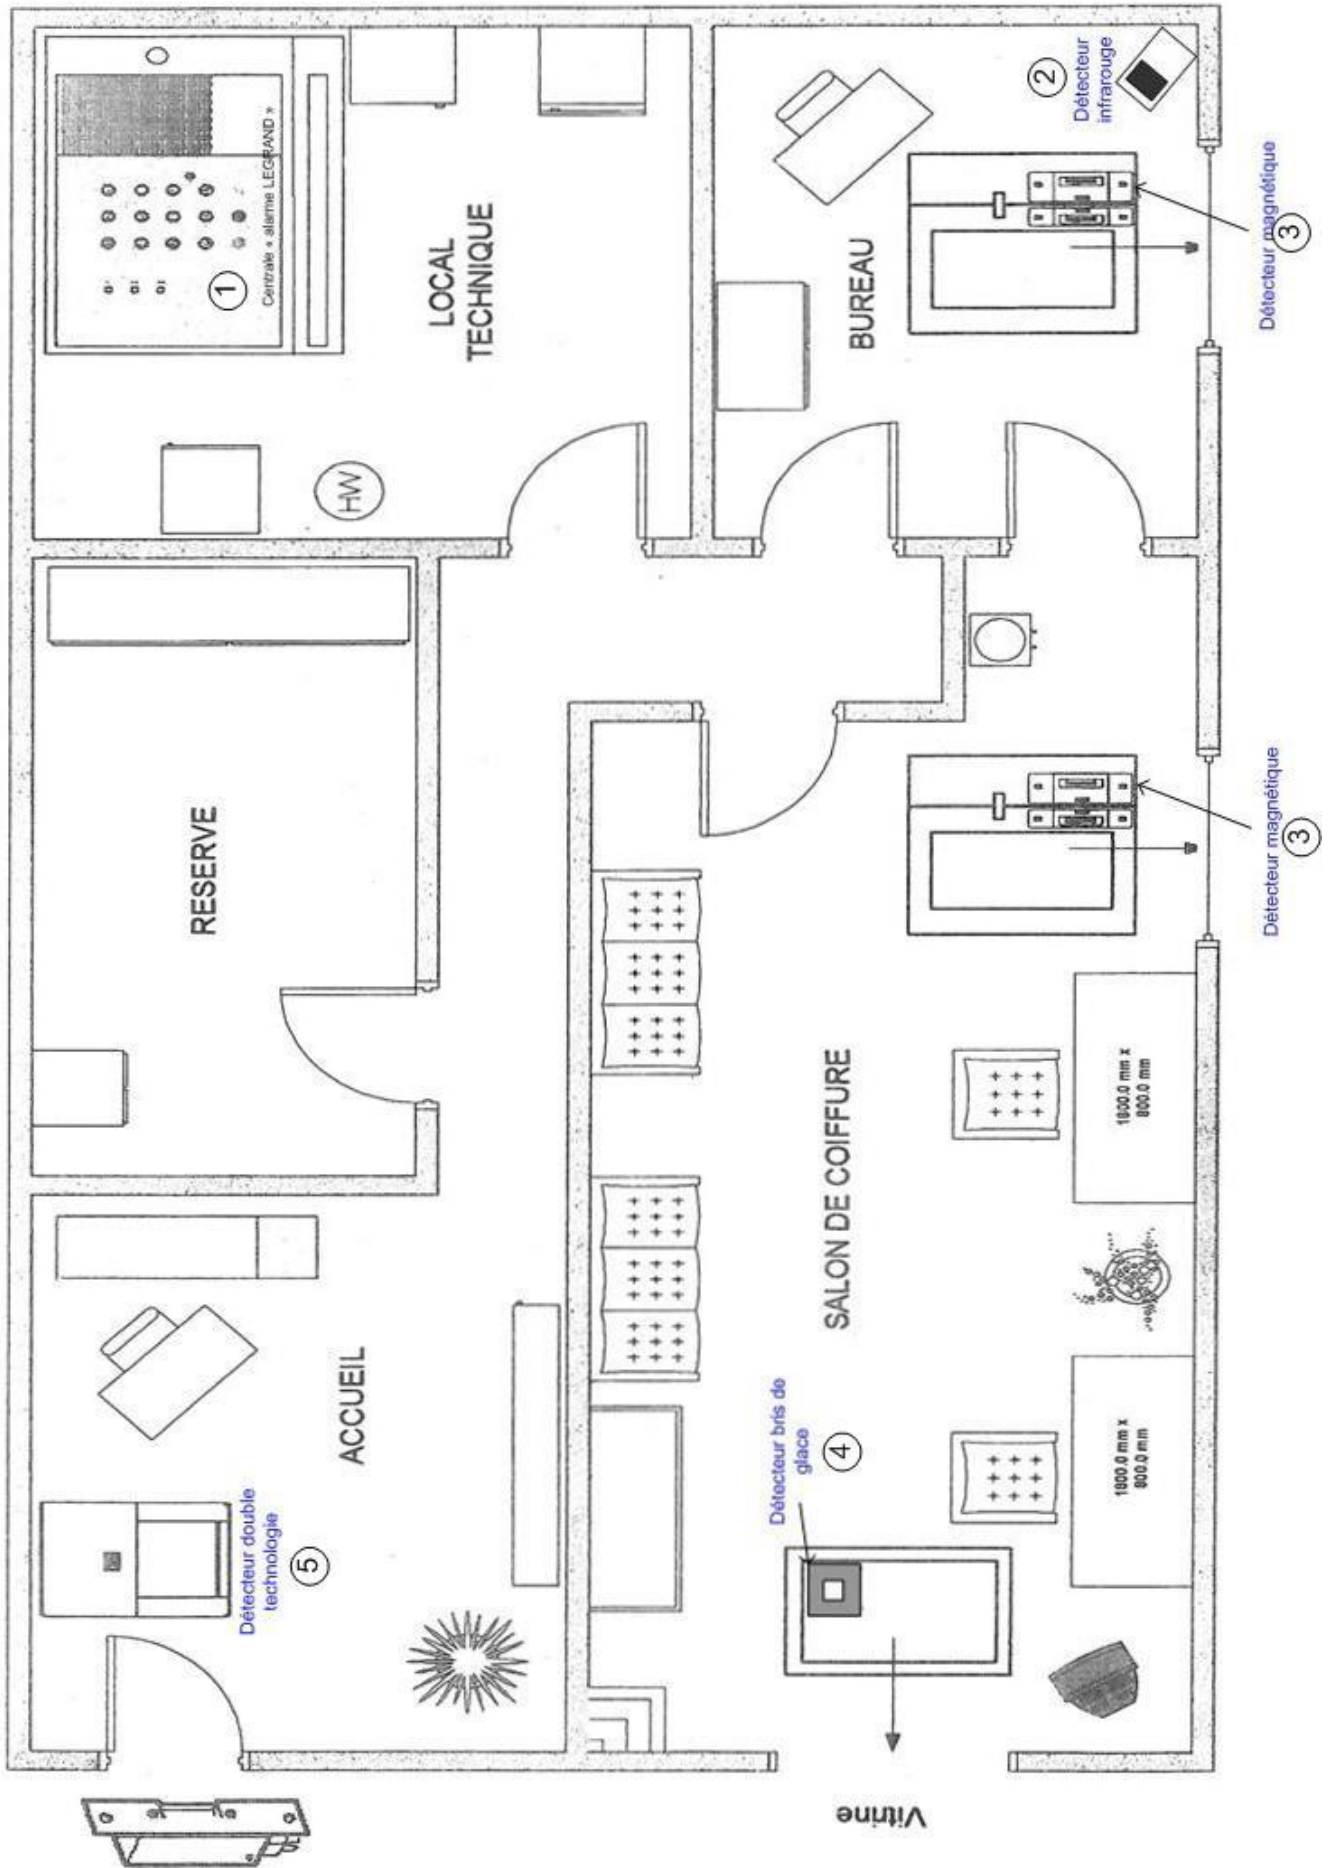 Centrale « alarme LEGRAND »
1
LOCAL
TECHNIQUE
HW
2
Détecteur
infrarouge
BUREAU
Détecteur magnétique
3
RESERVE
Détecteur magnétique
3
ACCUEIL
Détecteur double
technologie
5
SALON DE COIFFURE
1800.0 mm x
800.0 mm
1800.0 mm x
800.0 mm
Détecteur bris de
glace
4
Vitrine